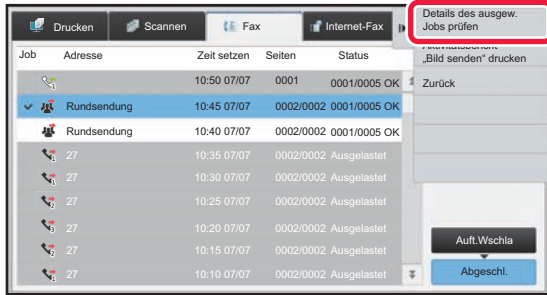 Drucken
Scannen
Fax
Internet-Fax
Details des ausgew.
Jobs prüfen
„Bild senden“ drucken
Zurück
Job Adresse Zeit setzen Seiten Status
10:50 07/07 0001 0001/0005 OK
Rundsendung 10:45 07/07 0002/0002 0001/0005 OK
Rundsendung 10:40 07/07 0002/0002 0001/0005 OK
27 10:35 07/07 0002/0002 Ausgelastet
27 10:30 07/07 0002/0002 Ausgelastet
27 10:25 07/07 0002/0002 Ausgelastet
27 10:20 07/07 0002/0002 Ausgelastet
27 10:15 07/07 0002/0002 Ausgelastet
27 10:10 07/07 0002/0002 Ausgelastet
Auft.Wschla
Abgeschl.